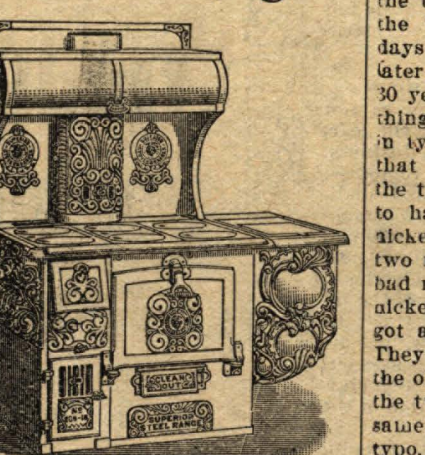 CLEAN
OUT
SUPERIOR
STEEL RANGE
the
the
days
later
30 ye
thing
in ty
that
the t
to ha
nicke
two
bad
nicke
got a
They
the o
the t
same
typo.